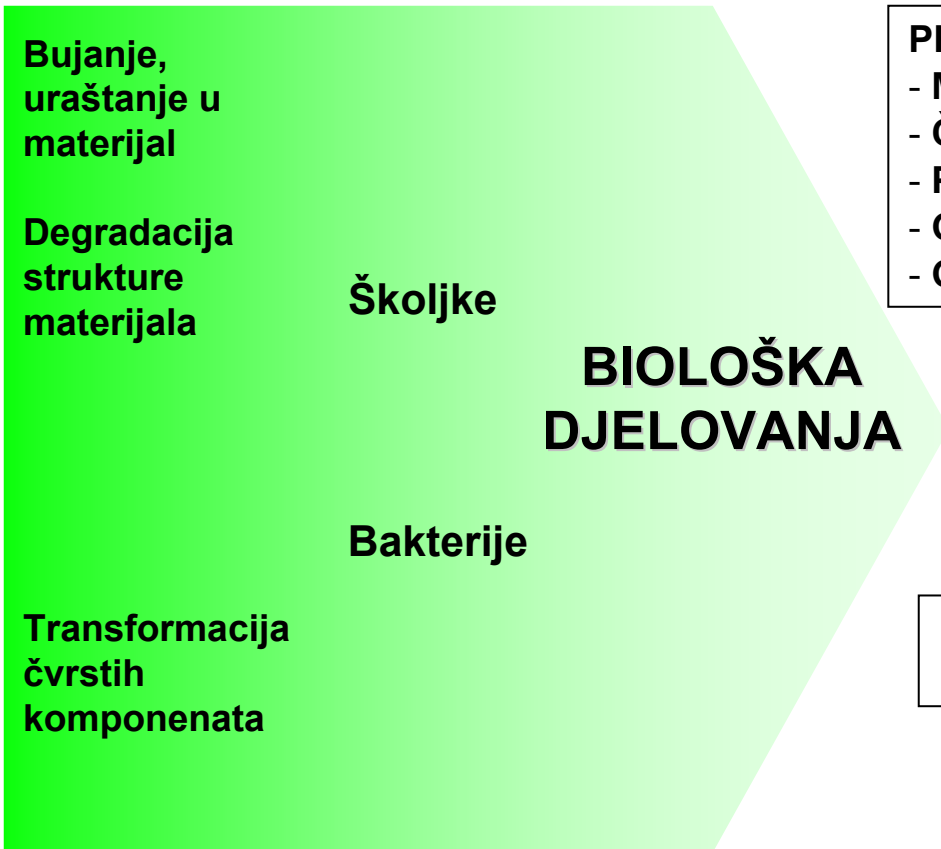 Bujanje,
uraštanje u
materijal
Degradacija
strukture
materijala
Školjke
BIOLOŠKA
DJELOVANJA
Bakterije
Transformacija
čvrstih
komponenata